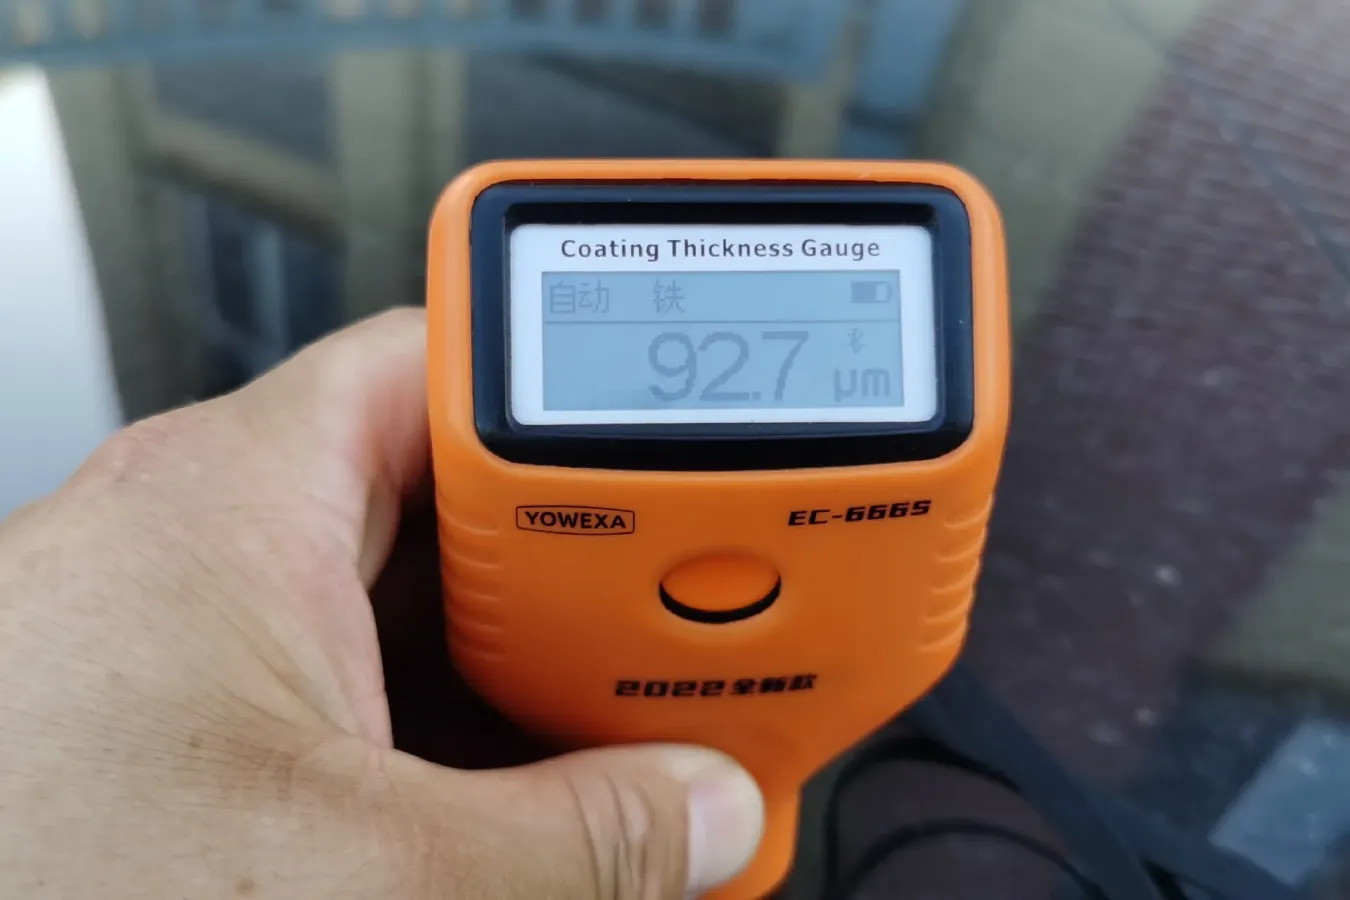 Coating Thickness Gauge
自动 铁
92.7 µm
YOWEXA EC-666S
2022全新款